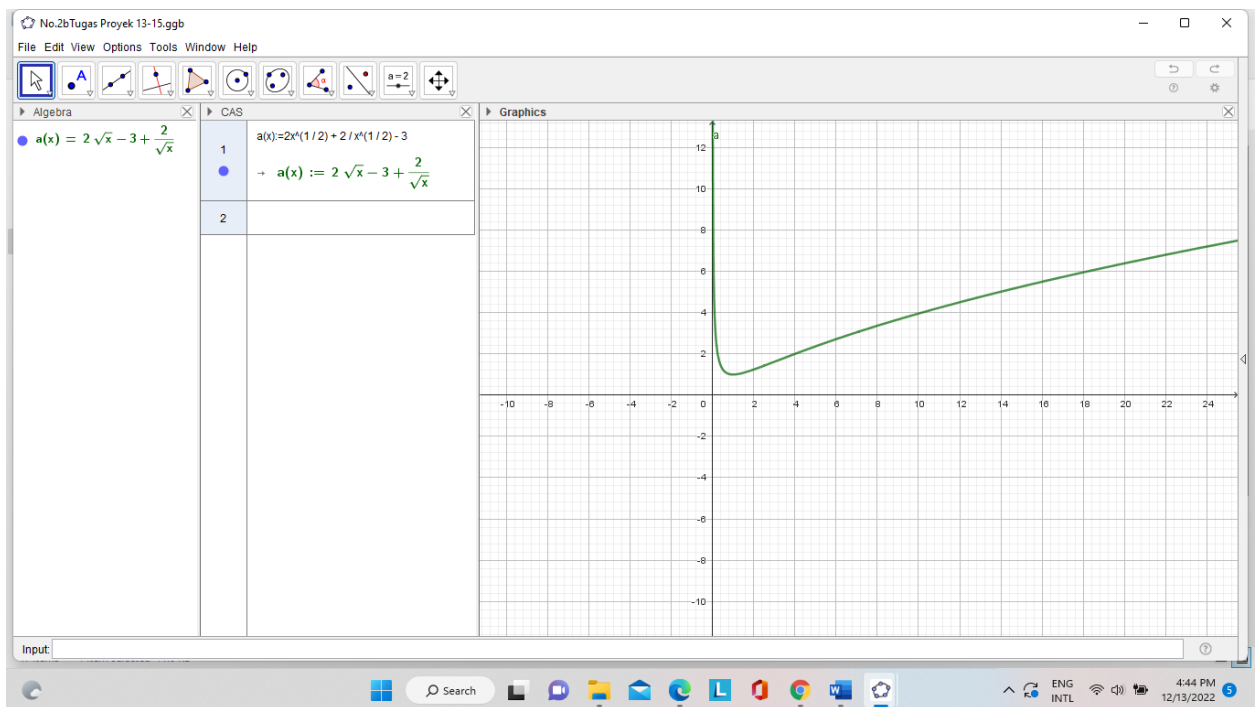 No.2bTugas Proyek 13-15.ggb
File Edit View Options Tools Window Help
A
α
a=2
Algebra
CAS
Graphics
a(x) = 2 √x − 3 + 2/√x
1
a(x):=2x^(1 / 2) + 2 / x^(1 / 2) - 3
→ a(x) := 2 √x − 3 + 2/√x
2
a
12
10
8
6
4
2
-10 -8 -6 -4 -2 0 2 4 6 8 10 12 14 16 18 20 22 24
-2
-4
-6
-8
-10
Input:
Search
L
W
ENG
INTL
4:44 PM
12/13/2022
5